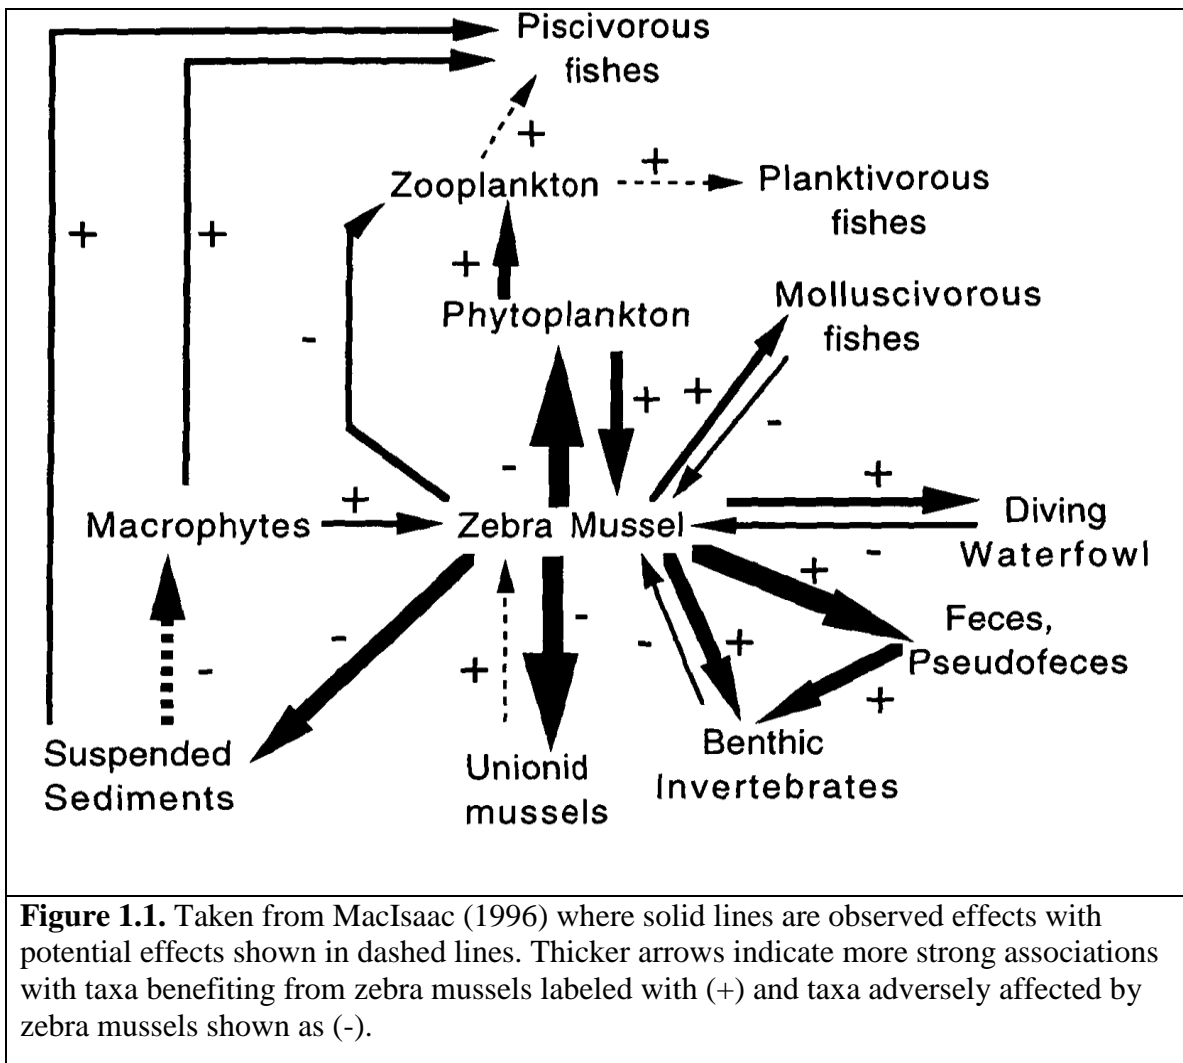 Piscivorous
fishes
+
+
Zooplankton
Planktivorous
fishes
+
+
+
Phytoplankton
Molluscivorous
fishes
-
+
+
-
-
+
Macrophytes
+
Zebra Mussel
Diving
Waterfowl
-
+
Feces,
Pseudofeces
-
-
+
-
-
+
+
Suspended
Sediments
Unionid
mussels
Benthic
Invertebrates
Figure 1.1. Taken from MacIsaac (1996) where solid lines are observed effects with
potential effects shown in dashed lines. Thicker arrows indicate more strong associations
with taxa benefiting from zebra mussels labeled with (+) and taxa adversely affected by
zebra mussels shown as (-).